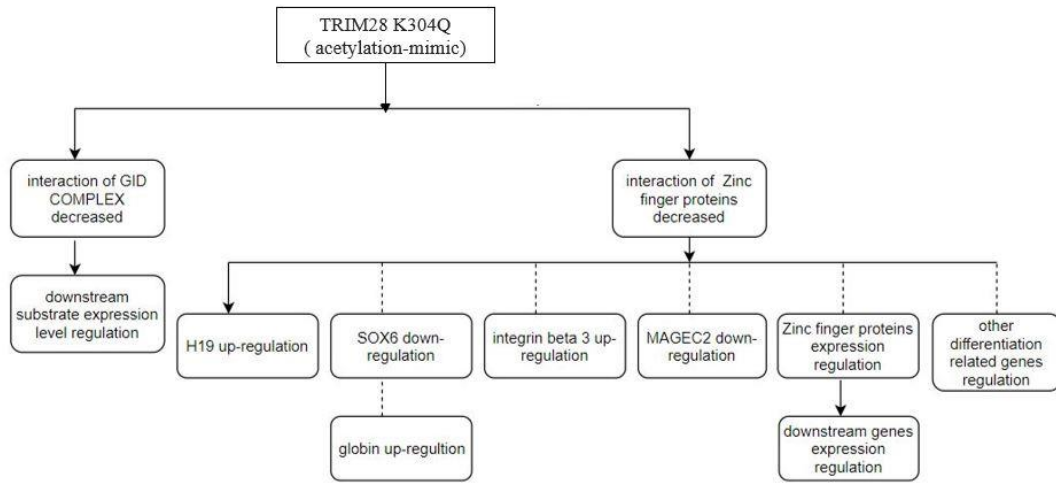 TRIM28 K304Q
( acetylation-mimic)
interaction of GID
COMPLEX
decreased
interaction of Zinc
finger proteins
decreased
downstream
substrate expression
level regulation
H19 up-regulation
SOX6 down-
regulation
integrin beta 3 up-
regulation
MAGEC2 down-
regulation
Zinc finger proteins
expression
regulation
other
differentiation
related genes
regulation
globin up-regultion
downstream genes
expression
regulation